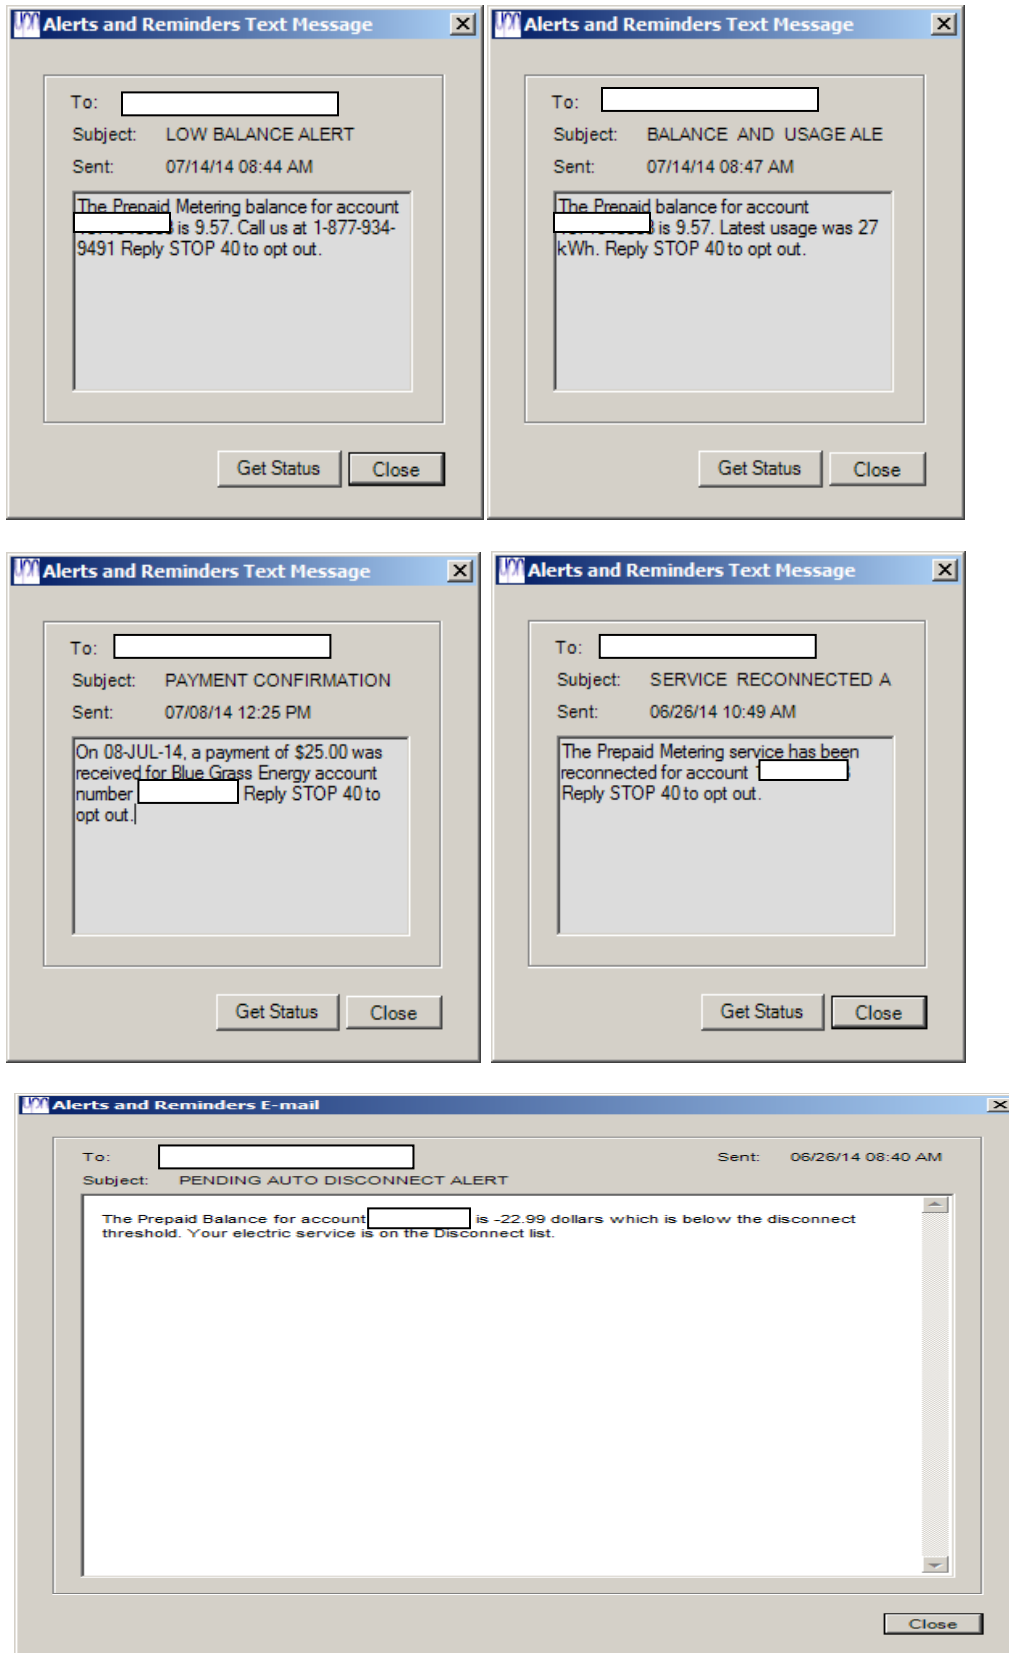 Alerts and Reminders Text Message
To:
Subject: LOW BALANCE ALERT
Sent: 07/14/14 08:44 AM
The Prepaid Metering balance for account
is 9.57. Call us at 1-877-934-
9491 Reply STOP 40 to opt out.
Get Status Close
Alerts and Reminders Text Message
To:
Subject: BALANCE AND USAGE ALE
Sent: 07/14/14 08:47 AM
The Prepaid balance for account
is 9.57. Latest usage was 27
kWh. Reply STOP 40 to opt out.
Get Status Close
Alerts and Reminders Text Message
To:
Subject: PAYMENT CONFIRMATION
Sent: 07/08/14 12:25 PM
On 08-JUL-14, a payment of $25.00 was
received for Blue Grass Energy account
number Reply STOP 40 to
opt out.
Get Status Close
Alerts and Reminders Text Message
To:
Subject: SERVICE RECONNECTED A
Sent: 06/26/14 10:49 AM
The Prepaid Metering service has been
reconnected for account
Reply STOP 40 to opt out.
Get Status Close
Alerts and Reminders E-mail
To: Sent: 06/26/14 08:40 AM
Subject: PENDING AUTO DISCONNECT ALERT
The Prepaid Balance for account is -22.99 dollars which is below the disconnect
threshold. Your electric service is on the Disconnect list.
Close